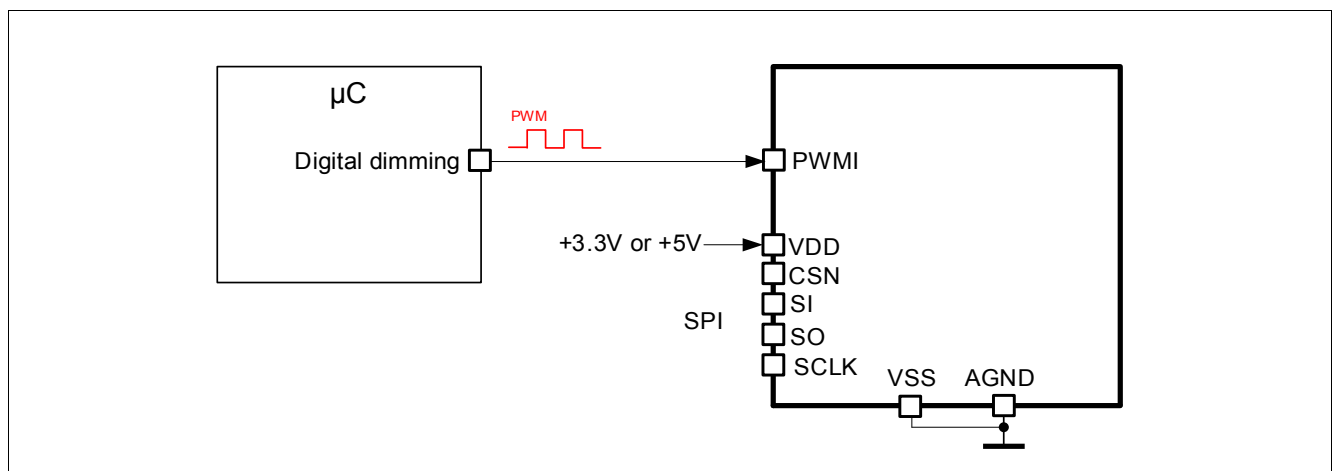 µC
PWM
Digital dimming
PWMI
+3.3V or +5V
VDD
CSN
SI
SPI
SO
SCLK
VSS AGND